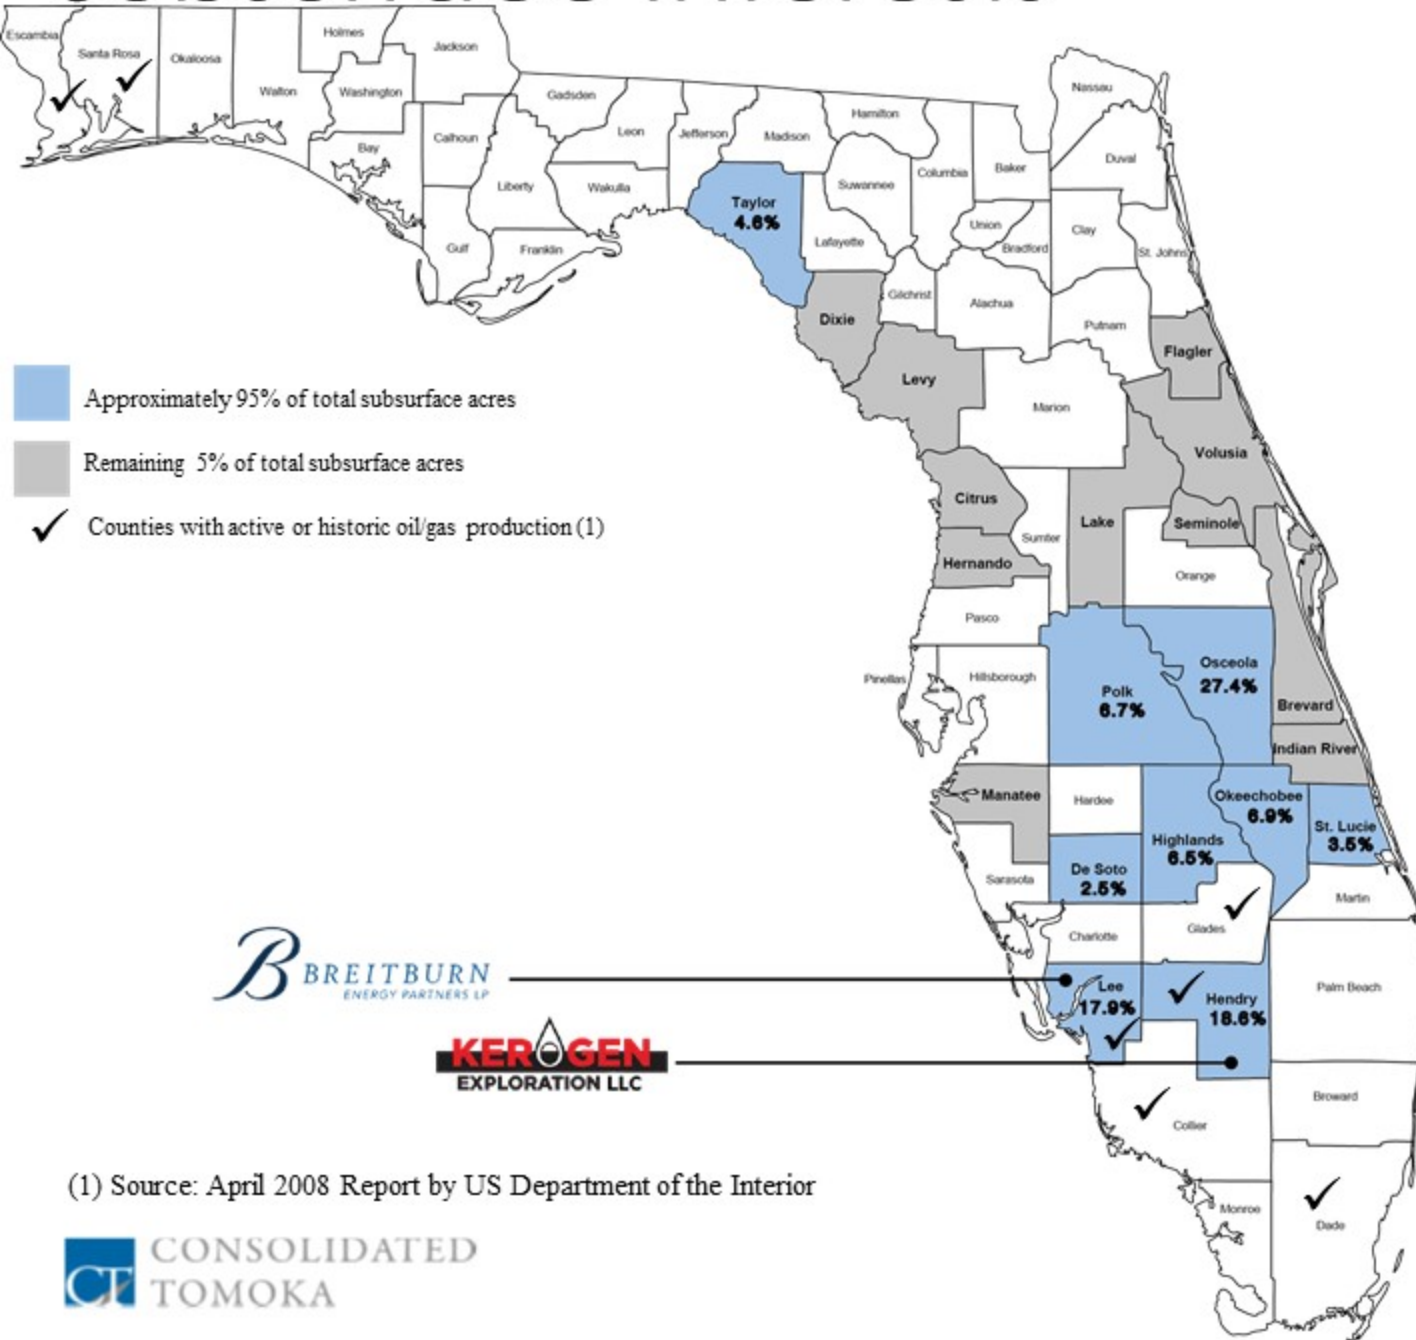 Escambia
Santa Rosa
Okaloosa
Walton
Holmes
Washington
Jackson
Bay
Calhoun
Gulf
Liberty
Gadsden
Leon
Wakulla
Franklin
Jefferson
Madison
Taylor
4.6%
Hamilton
Suwannee
Lafayette
Columbia
Baker
Union
Bradford
Nassau
Duval
Clay
St. Johns
Gilchrist
Alachua
Putnam
Dixie
Levy
Marion
Flagler
Volusia
Approximately 95% of total subsurface acres
Remaining 5% of total subsurface acres
Counties with active or historic oil/gas production (1)
Citrus
Sumter
Lake
Seminole
Hernando
Orange
Pasco
Pinellas
Hillsborough
Polk
6.7%
Osceola
27.4%
Brevard
Indian River
Manatee
Hardee
Highlands
6.5%
Okeechobee
6.9%
St. Lucie
3.5%
Sarasota
De Soto
2.5%
Martin
Charlotte
Glades
Lee
17.9%
Hendry
18.6%
Palm Beach
BREITBURN
ENERGY PARTNERS LP
KEROGEN
EXPLORATION LLC
Broward
Collier
Monroe
Dade
(1) Source: April 2008 Report by US Department of the Interior
CT
CONSOLIDATED
TOMOKA